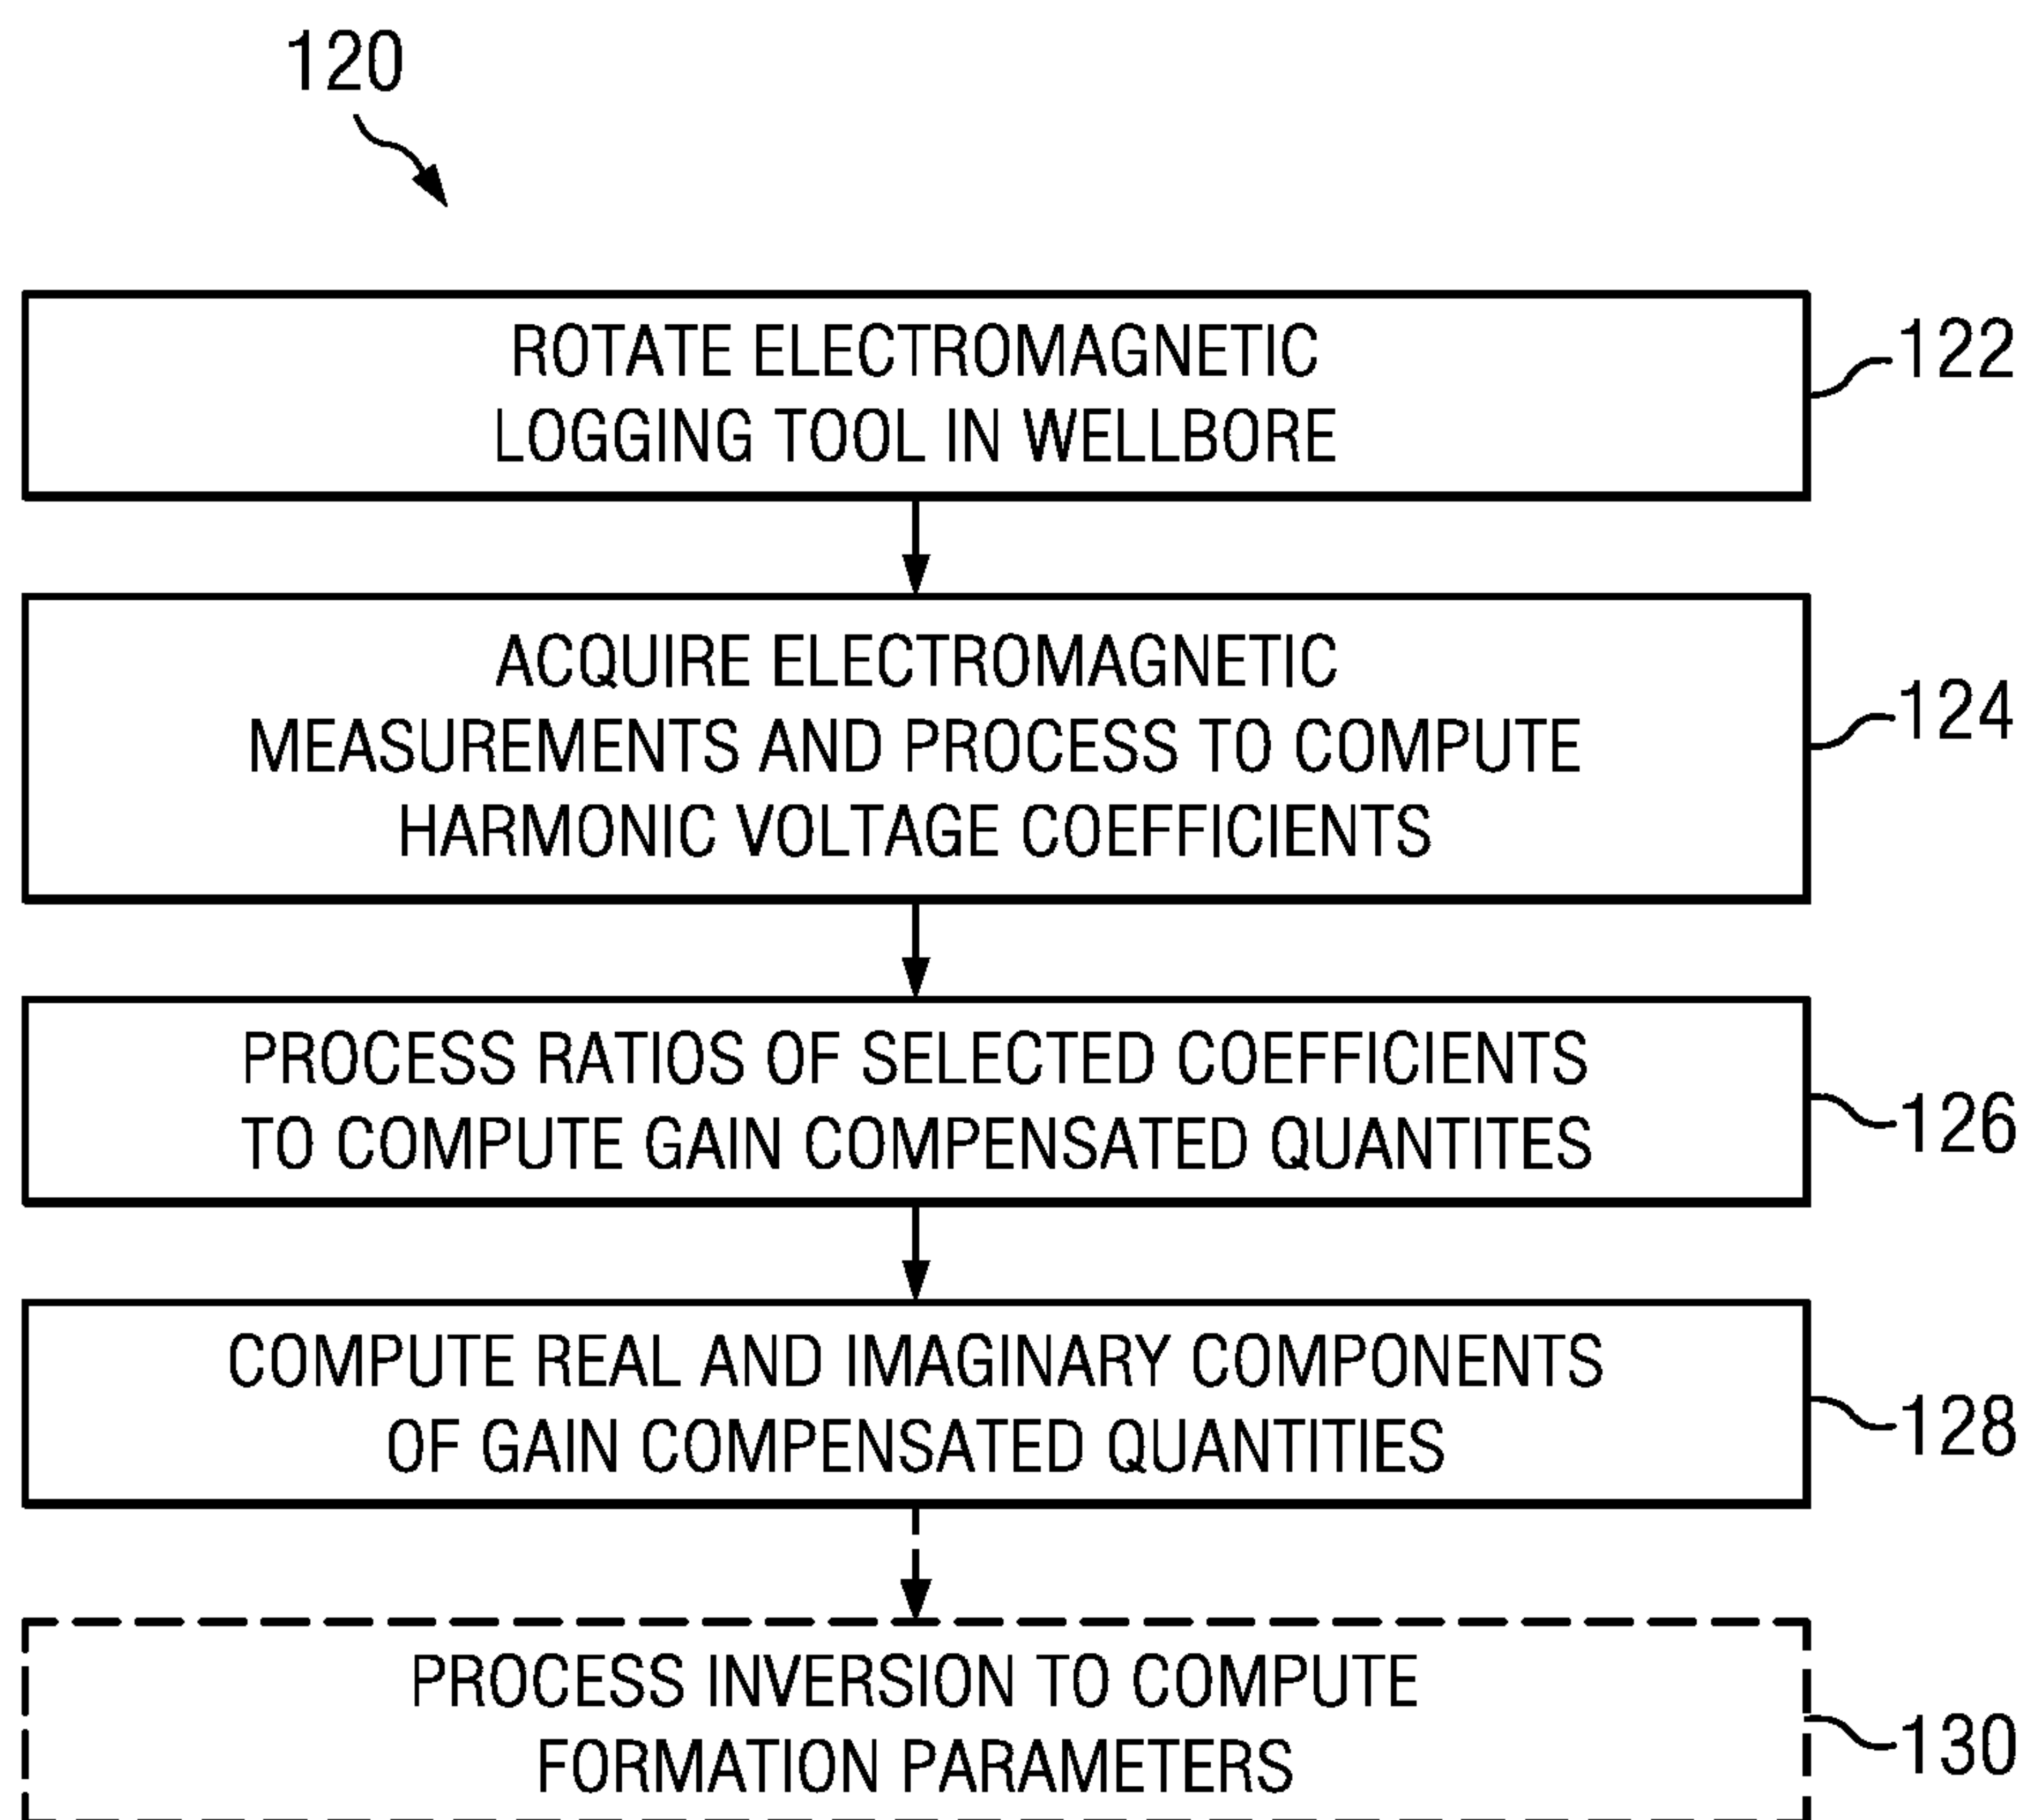 120
ROTATE ELECTROMAGNETIC
LOGGING TOOL IN WELLBORE
122
ACQUIRE ELECTROMAGNETIC
MEASUREMENTS AND PROCESS TO COMPUTE
HARMONIC VOLTAGE COEFFICIENTS
124
PROCESS RATIOS OF SELECTED COEFFICIENTS
TO COMPUTE GAIN COMPENSATED QUANTITES
126
COMPUTE REAL AND IMAGINARY COMPONENTS
OF GAIN COMPENSATED QUANTITIES
128
PROCESS INVERSION TO COMPUTE
FORMATION PARAMETERS
130